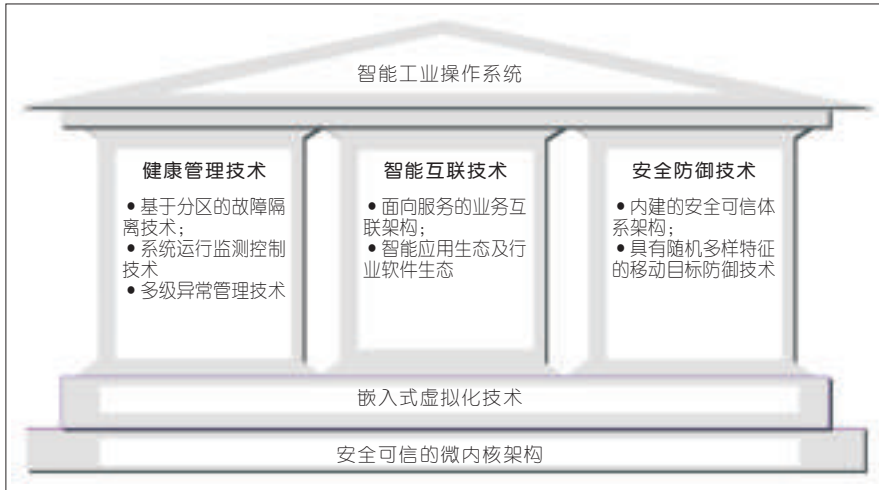 智能工业操作系统
健康管理技术
● 基于分区的故障隔
离技术；
● 系统运行监测控制
技术
● 多级异常管理技术
智能互联技术
● 面向服务的业务互
联架构；
● 智能应用生态及行
业软件生态
安全防御技术
● 内建的安全可信体
系架构；
● 具有随机多样特征
的移动目标防御技术
嵌入式虚拟化技术
安全可信的微内核架构